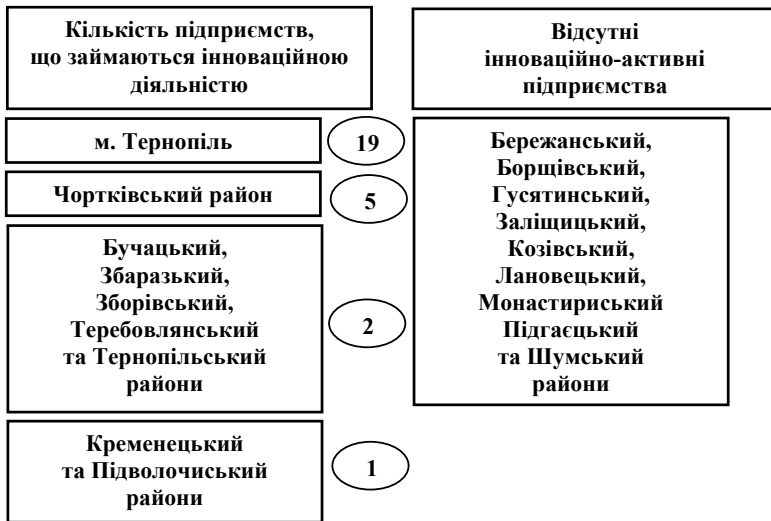 Кількість підприємств,
що займаються інноваційною
діяльністю
м. Тернопіль
19
Чортківський район
5
Бучацький,
Збаразький,
Зборівський,
Теребовлянський
та Тернопільський
райони
2
Кременецький
та Підволочиський
райони
1
Відсутні
інноваційно-активні
підприємства
Бережанський,
Борщівський,
Гусятинський,
Заліщицький,
Козівський,
Лановецький,
Монастириський
Підгаєцький
та Шумський
райони